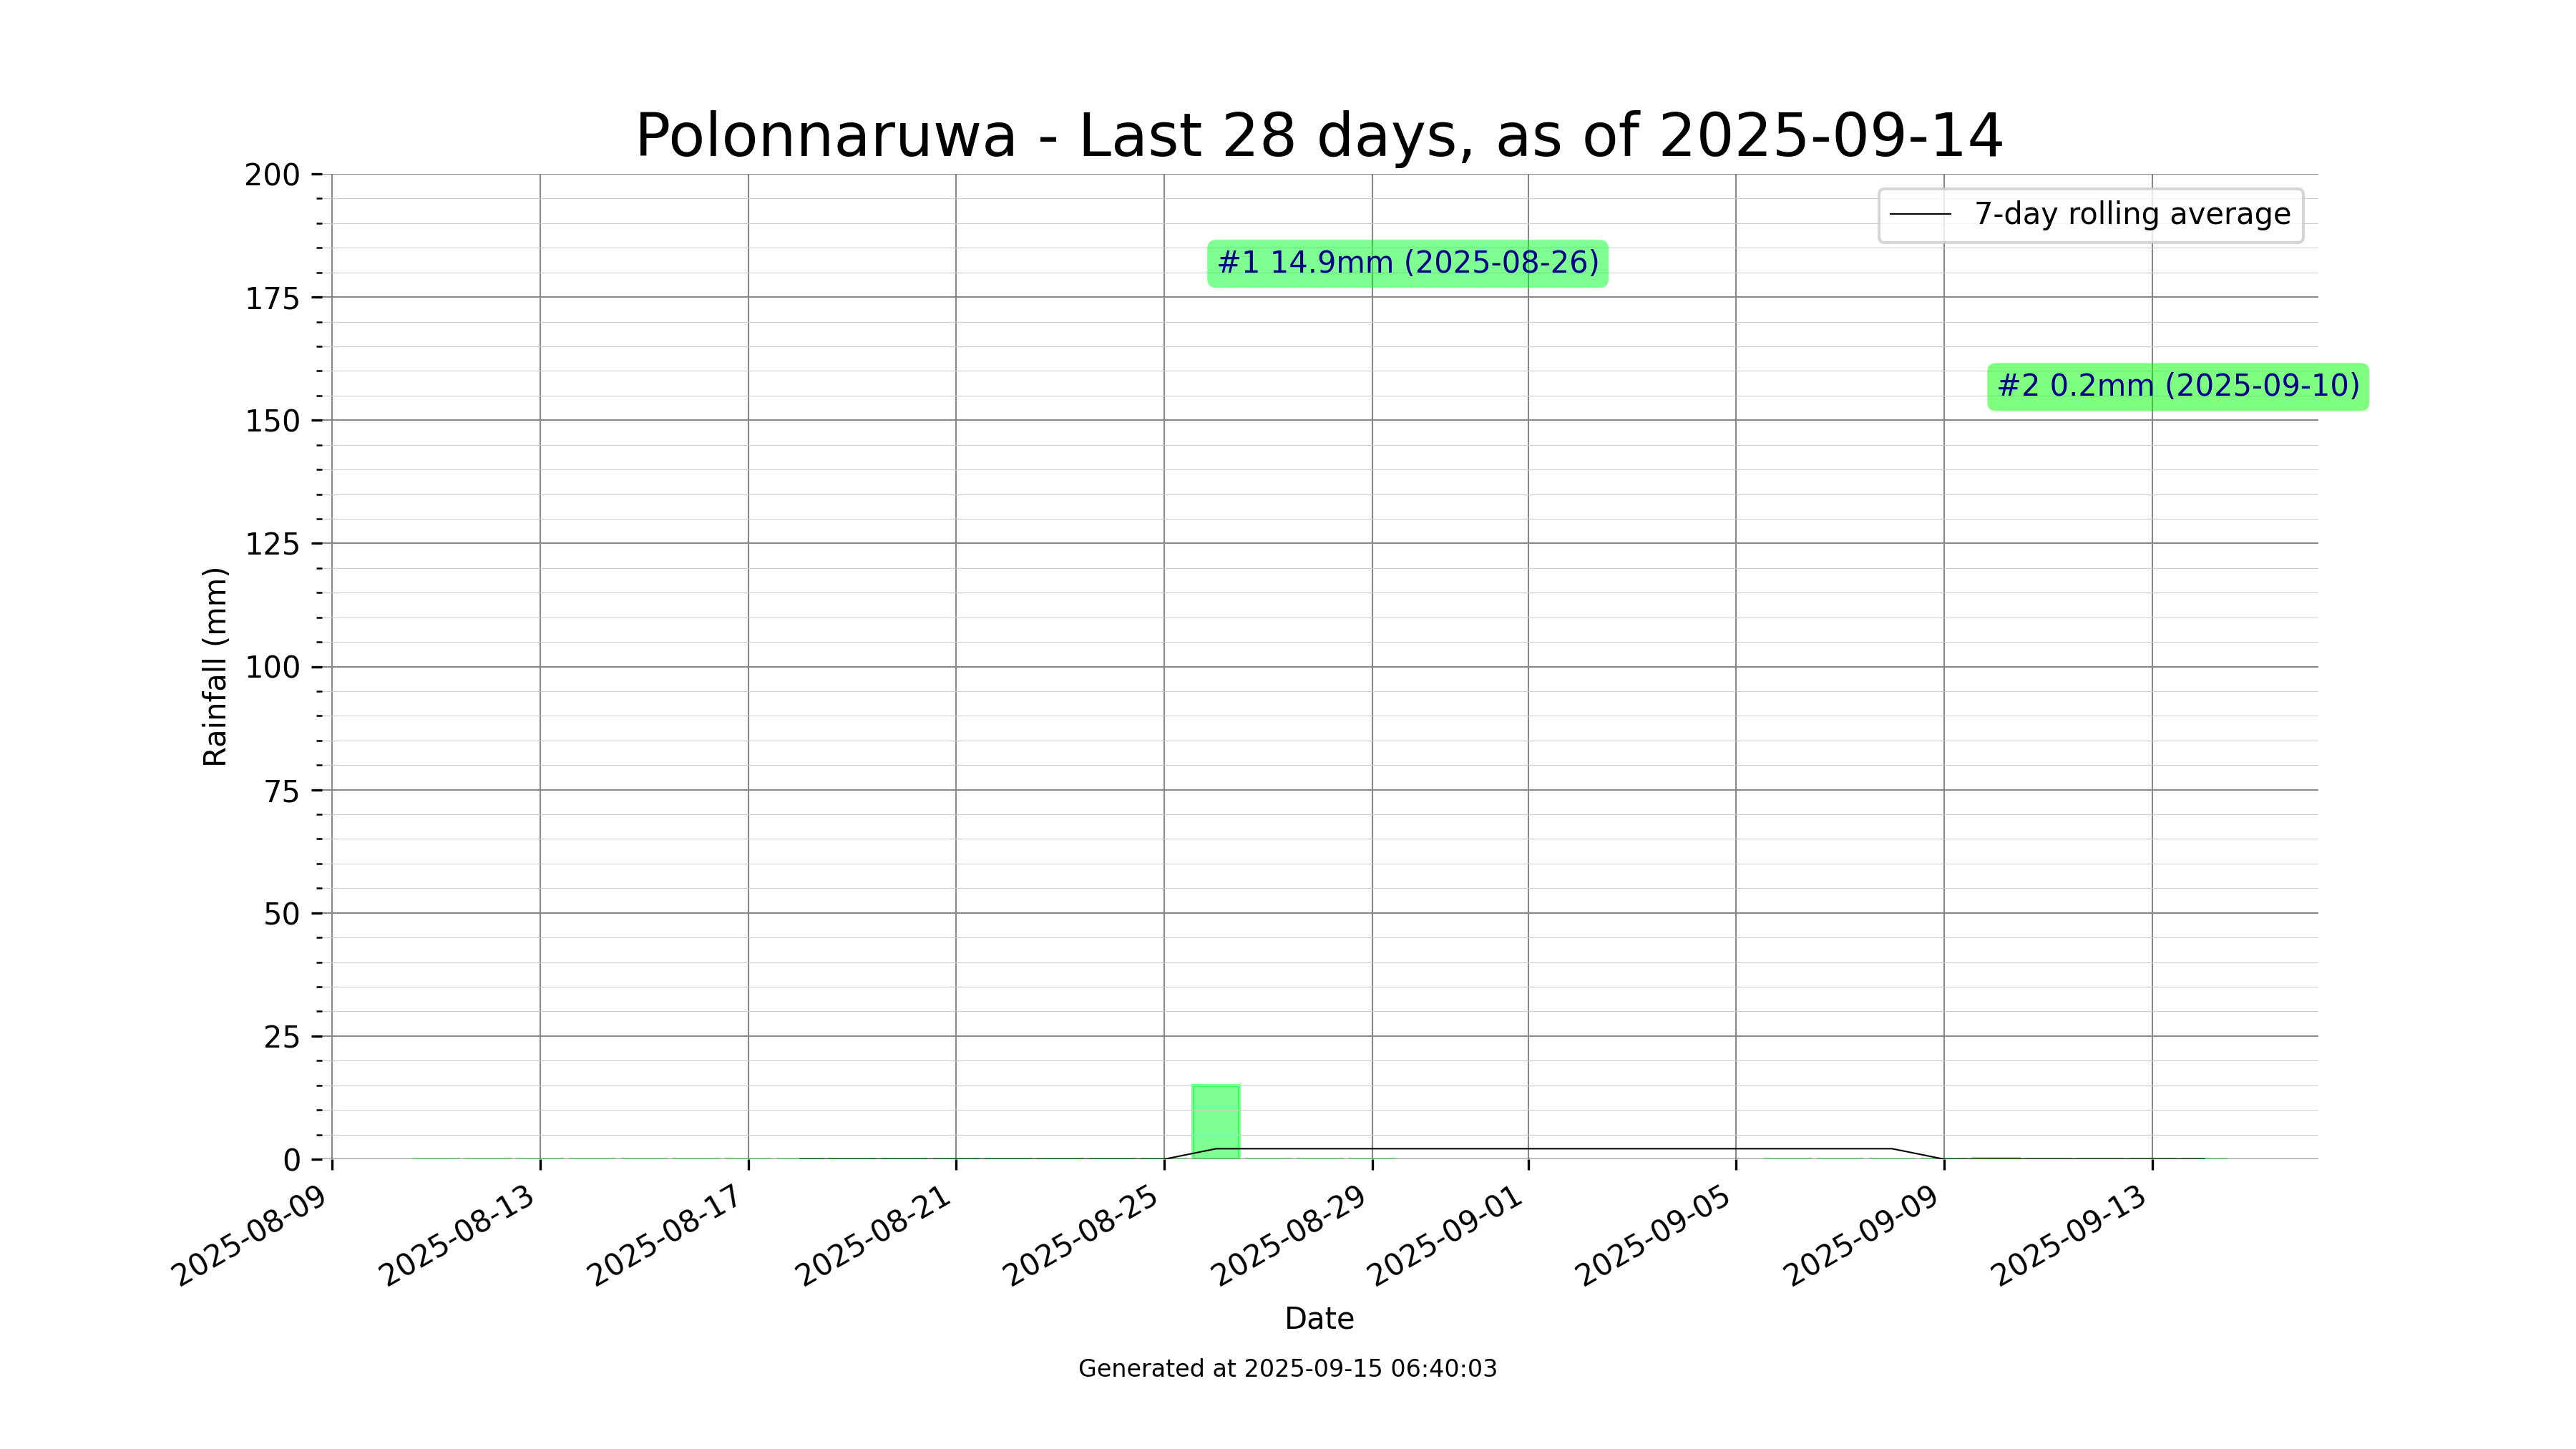 Polonnaruwa - Last 28 days, as of 2025-09-14
7-day rolling average
#1 14.9mm (2025-08-26)
#2 0.2mm (2025-09-10)
200
175
150
125
100
75
50
25
0
Rainfall (mm)
2025-08-09
2025-08-13
2025-08-17
2025-08-21
2025-08-25
2025-08-29
2025-09-01
2025-09-05
2025-09-09
2025-09-13
Date
Generated at 2025-09-15 06:40:03